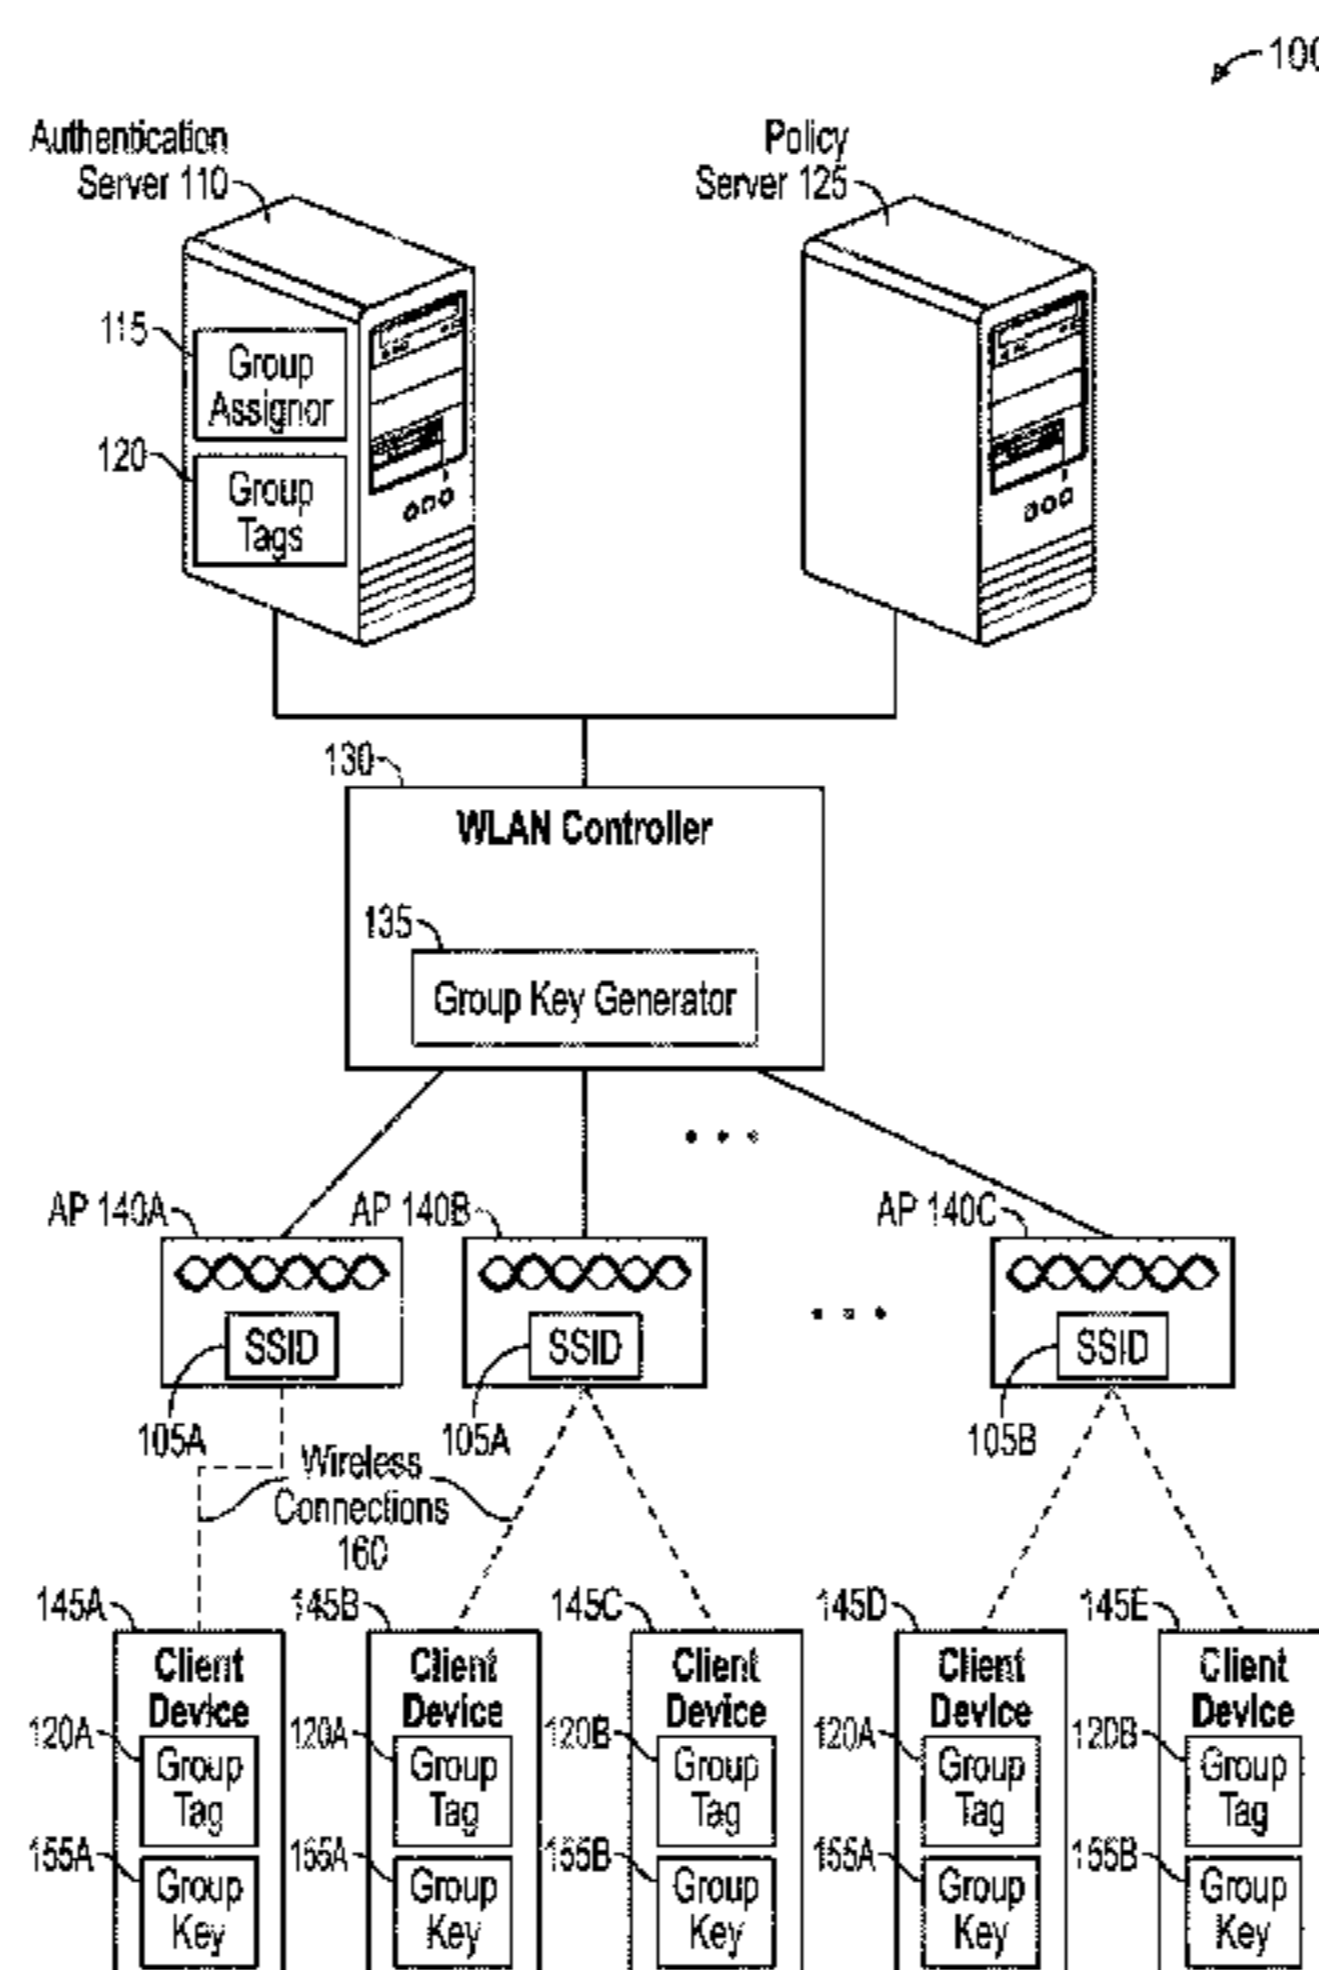 100
Authentication
Server 110
Policy
Server 125
115
Group
Assignor
120
Group
Tags
130
WLAN Controller
135
Group Key Generator
AP 140A
AP 140B
AP 140C
SSID
SSID
SSID
105A
105A
105B
Wireless
Connections
160
145A
145B
145C
145D
145E
Client
Device
Client
Device
Client
Device
Client
Device
Client
Device
120A
120A
120B
120A
120B
Group
Tag
Group
Tag
Group
Tag
Group
Tag
Group
Tag
155A
155A
155B
155A
155B
Group
Key
Group
Key
Group
Key
Group
Key
Group
Key